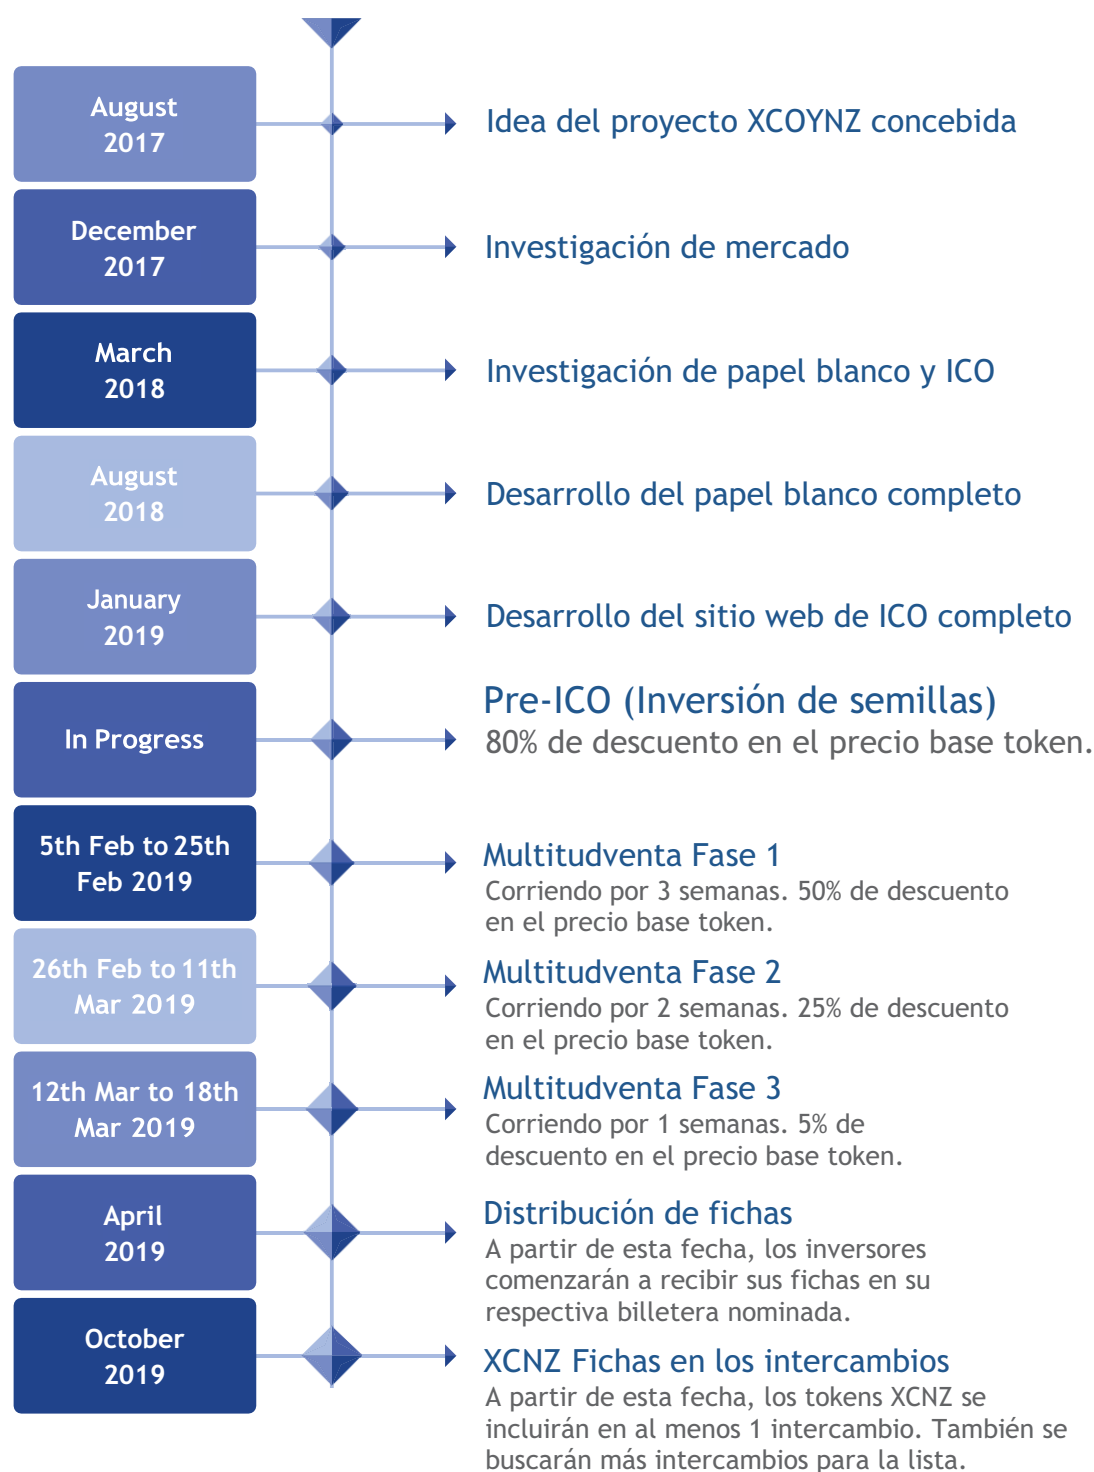 August
2017
Idea del proyecto XCOYNZ concebida
December
2017
Investigación de mercado
March
2018
Investigación de papel blanco y ICO
August
2018
Desarrollo del papel blanco completo
January
2019
Desarrollo del sitio web de ICO completo
In Progress
Pre-ICO (Inversión de semillas)
80% de descuento en el precio base token.
5th Feb to 25th
Feb 2019
Multitudventa Fase 1
Corriendo por 3 semanas. 50% de descuento
en el precio base token.
26th Feb to 11th
Mar 2019
Multitudventa Fase 2
Corriendo por 2 semanas. 25% de descuento
en el precio base token.
12th Mar to 18th
Mar 2019
Multitudventa Fase 3
Corriendo por 1 semanas. 5% de
descuento en el precio base token.
April
2019
Distribución de fichas
A partir de esta fecha, los inversores
comenzarán a recibir sus fichas en su
respectiva billetera nominada.
October
2019
XCNZ Fichas en los intercambios
A partir de esta fecha, los tokens XCNZ se
incluirán en al menos 1 intercambio. También se
buscarán más intercambios para la lista.